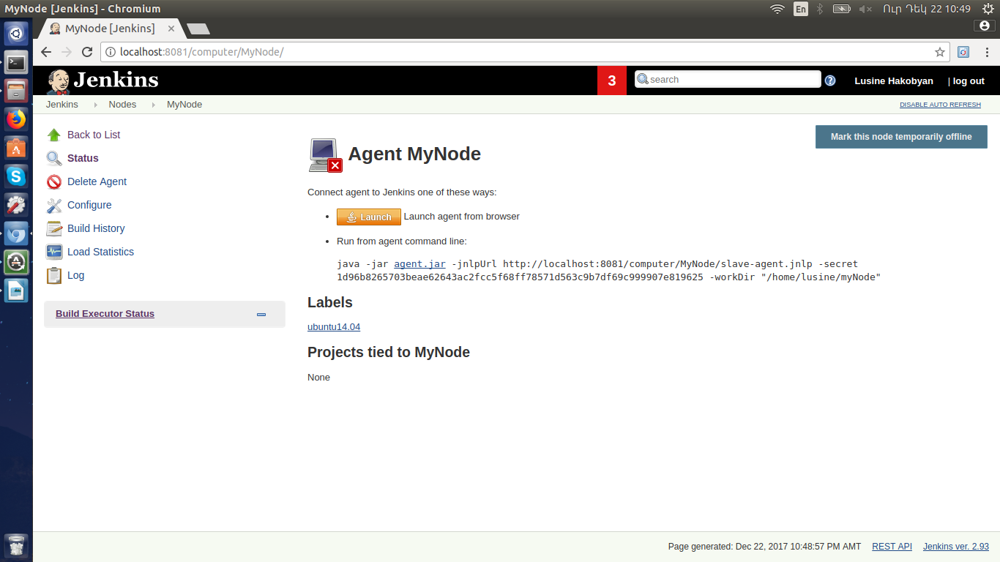 MyNode [Jenkins] - Chromium
En
Ուր Դեկ 22 10:49
MyNode [Jenkins]
localhost:8081/computer/MyNode/
Jenkins
3
search
Lusine Hakobyan
| log out
Jenkins
Nodes
MyNode
DISABLE AUTO REFRESH
Back to List
Status
Delete Agent
Configure
Build History
Load Statistics
Log
Build Executor Status
Mark this node temporarily offline
Agent MyNode
Connect agent to Jenkins one of these ways:
Launch Launch agent from browser
Run from agent command line:
java -jar agent.jar -jnlpUrl http://localhost:8081/computer/MyNode/slave-agent.jnlp -secret
1d96b8265703beae62643ac2fcc5f68ff78571d563c9b7df69c999907e819625 -workDir "/home/lusine/myNode"
Labels
ubuntu14.04
Projects tied to MyNode
None
Page generated: Dec 22, 2017 10:48:57 PM AMT
REST API
Jenkins ver. 2.93